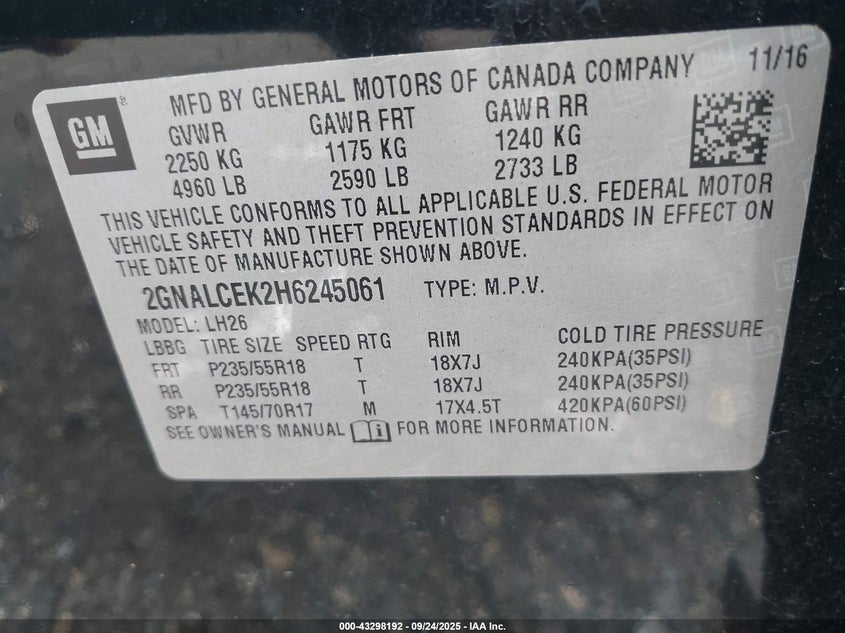 GM ®
MFD BY GENERAL MOTORS OF CANADA COMPANY 11/16
GVWR GAWR FRT GAWR RR
2250 KG 1175 KG 1240 KG
4960 LB 2590 LB 2733 LB
THIS VEHICLE CONFORMS TO ALL APPLICABLE U.S. FEDERAL MOTOR
VEHICLE SAFETY AND THEFT PREVENTION STANDARDS IN EFFECT ON
THE DATE OF MANUFACTURE SHOWN ABOVE.
2GNALCEK2H6245061 TYPE: M.P.V.
MODEL: LH26
LBBG TIRE SIZE SPEED RTG RIM COLD TIRE PRESSURE
FRT P235/55R18 T 18X7J 240KPA(35PSI)
RR P235/55R18 T 18X7J 240KPA(35PSI)
SPA T145/70R17 M 17X4.5T 420KPA(60PSI)
SEE OWNER'S MANUAL FOR MORE INFORMATION.
000-43298192 - 09/24/2025 - IAA Inc.